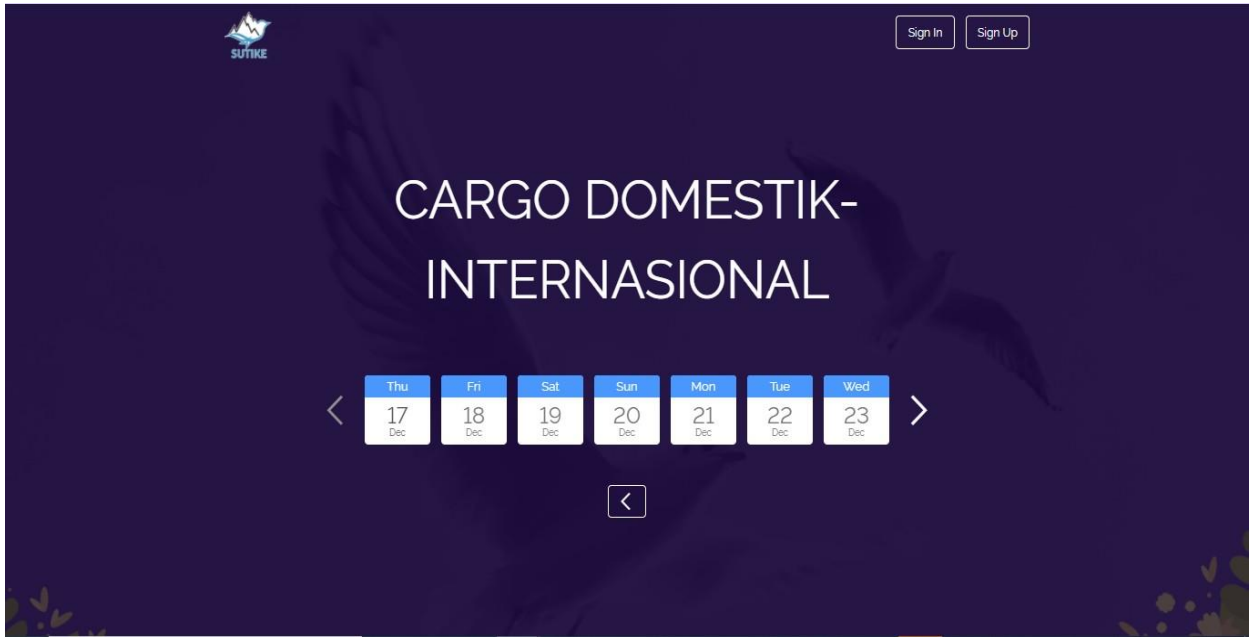 SUTIKE
Sign In
Sign Up
CARGO DOMESTIK-
INTERNASIONAL
Thu
Fri
Sat
Sun
Mon
Tue
Wed
17
18
19
20
21
22
23
Dec
Dec
Dec
Dec
Dec
Dec
Dec